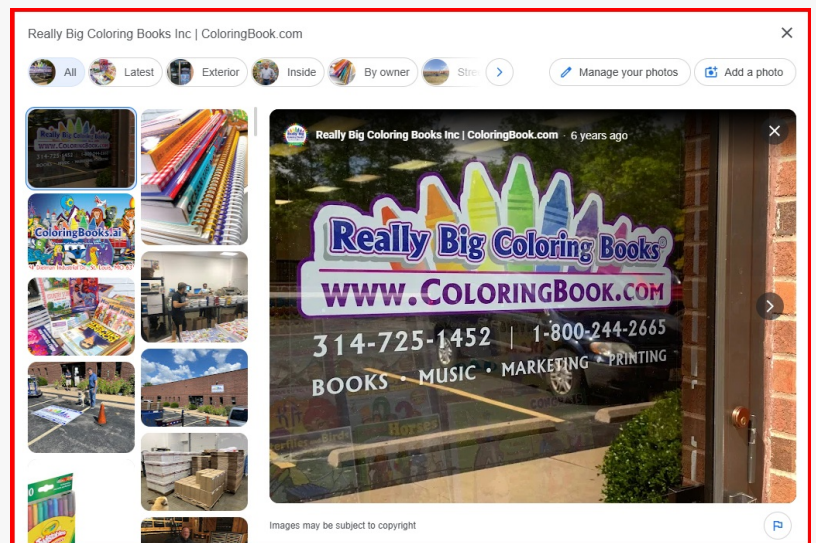 Really Big Coloring Books Inc | ColoringBook.com
All
Latest
Exterior
Inside
By owner
Stre
Manage your photos
Add a photo
ColoringBooks.ai
Really Big Coloring Books Inc | ColoringBook.com · 6 years ago
Really Big Coloring Books®
www.ColoringBook.com
314-725-1452 | 1-800-244-2665
BOOKS • MUSIC • MARKETING • PRINTING
Horses
Images may be subject to copyright